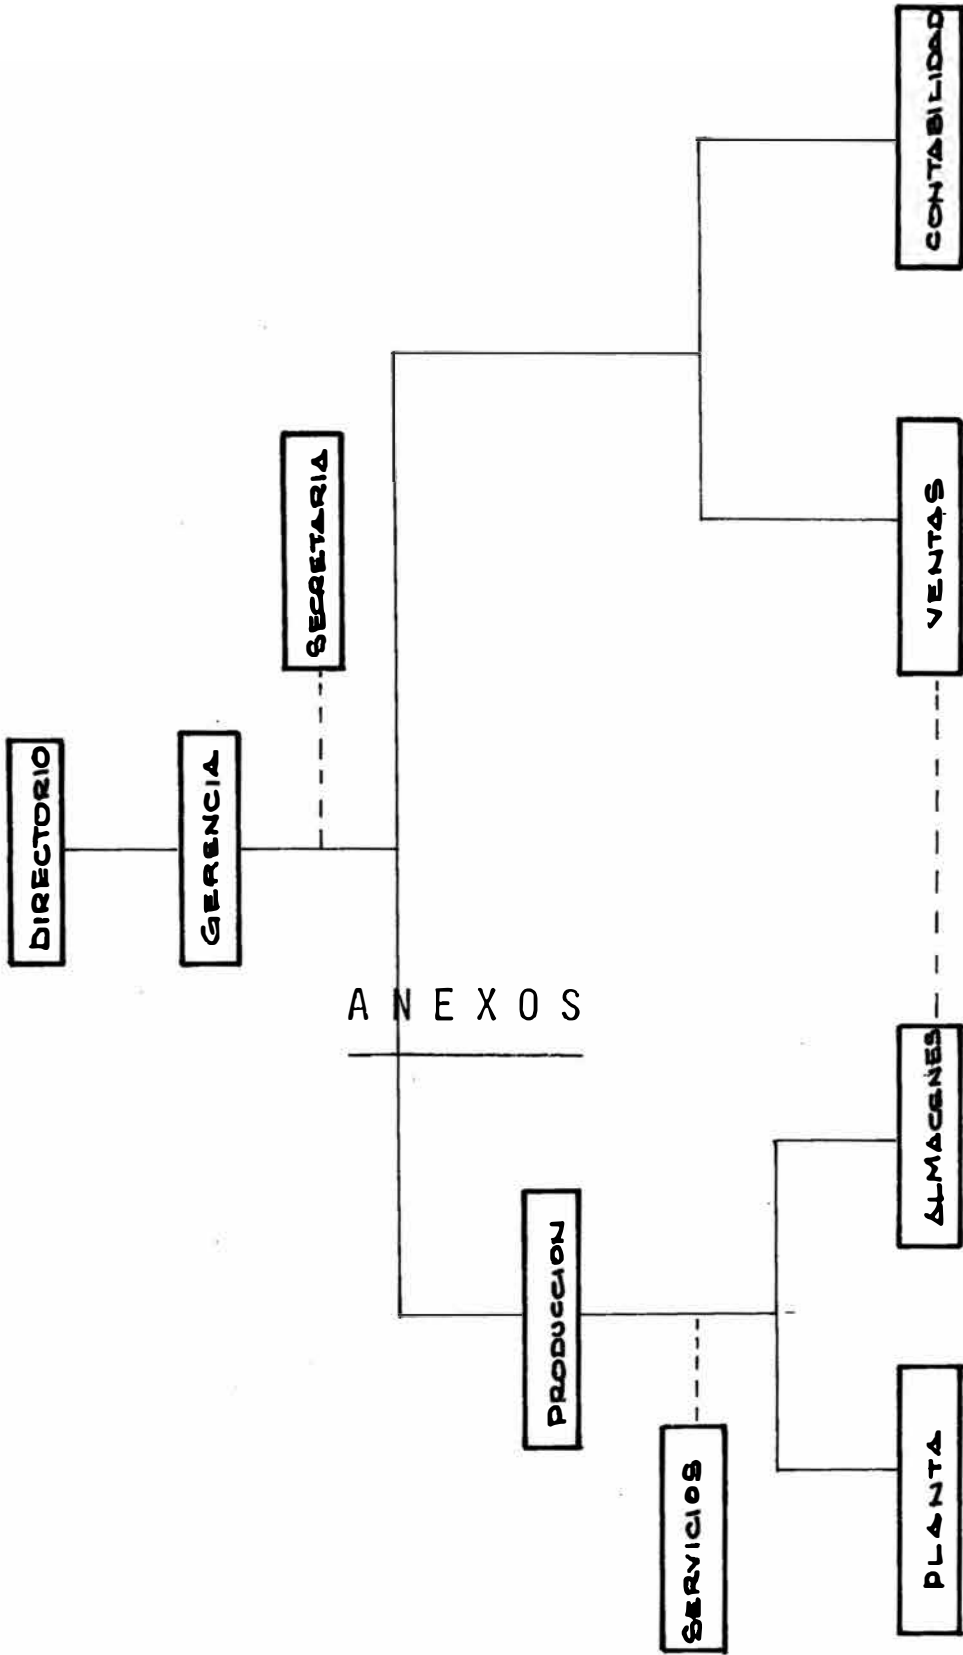 DIRECTORIO
GERENCIA
SECRETARIA
ANEXOS
PRODUCCION
SERVICIOS
PLANTA
ALMACENES
VENTAS
CONTABILIDAD